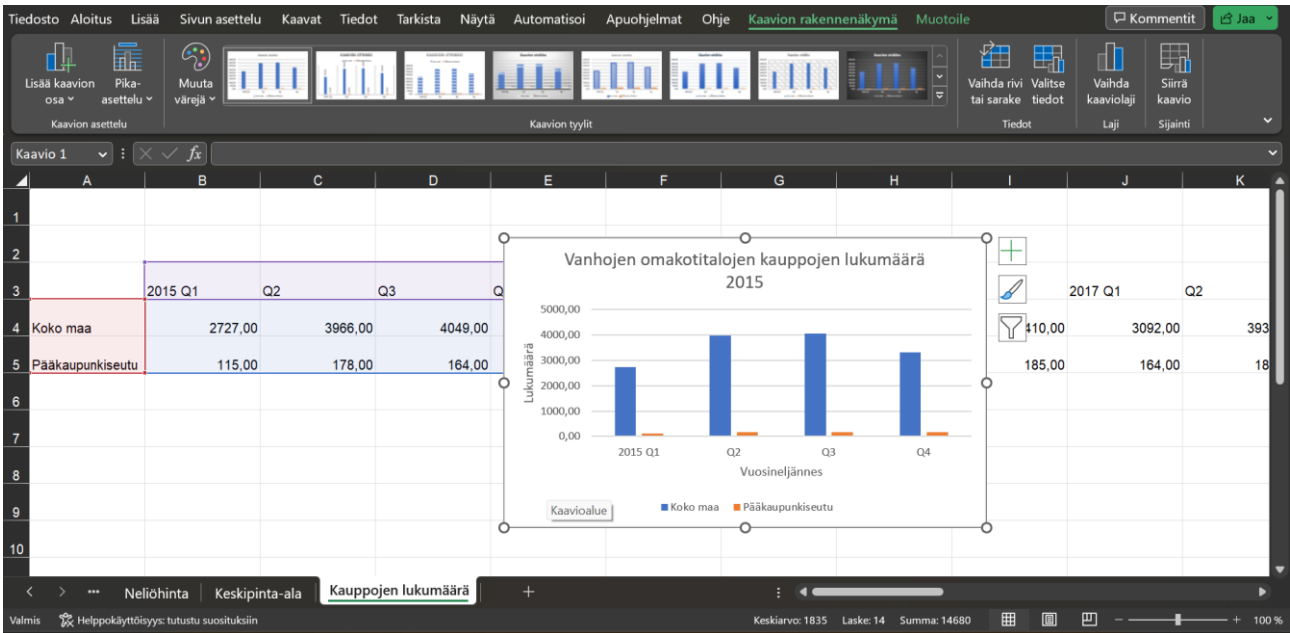 Tiedosto Aloitus Lisää Sivun asettelu Kaavat Tiedot Tarkista Näytä Automatisoi Apuohjelmat Ohje Kaavion rakennenäkymä Muotoile Kommentit Jaa
Lisää kaavion osa
Pika-asettelu
Muuta värejä
Vaihda rivi tai sarake
Valitse tiedot
Vaihda kaaviolaji
Siirrä kaavio
Kaavion asettelu Kaavion tyylit Tiedot Laji Sijainti
Kaavio 1 fx
A B C D E F G H I J K
1
2
3 2015 Q1 Q2 Q3 Q 2017 Q1 Q2
4 Koko maa 2727,00 3966,00 4049,00 410,00 3092,00 393
5 Pääkaupunkiseutu 115,00 178,00 164,00 185,00 164,00 18
6
7
8
9
10
Vanhojen omakotitalojen kauppojen lukumäärä
2015
Lukumäärä
5000,00
4000,00
3000,00
2000,00
1000,00
0,00
2015 Q1 Q2 Q3 Q4
Vuosineljännes
Kaavioalue
Koko maa Pääkaupunkiseutu
Neliöhinta Keskipinta-ala Kauppojen lukumäärä
Valmis Helppokäyttöisyys: tutustu suosituksiin Keskiarvo: 1835 Laske: 14 Summa: 14680 100 %